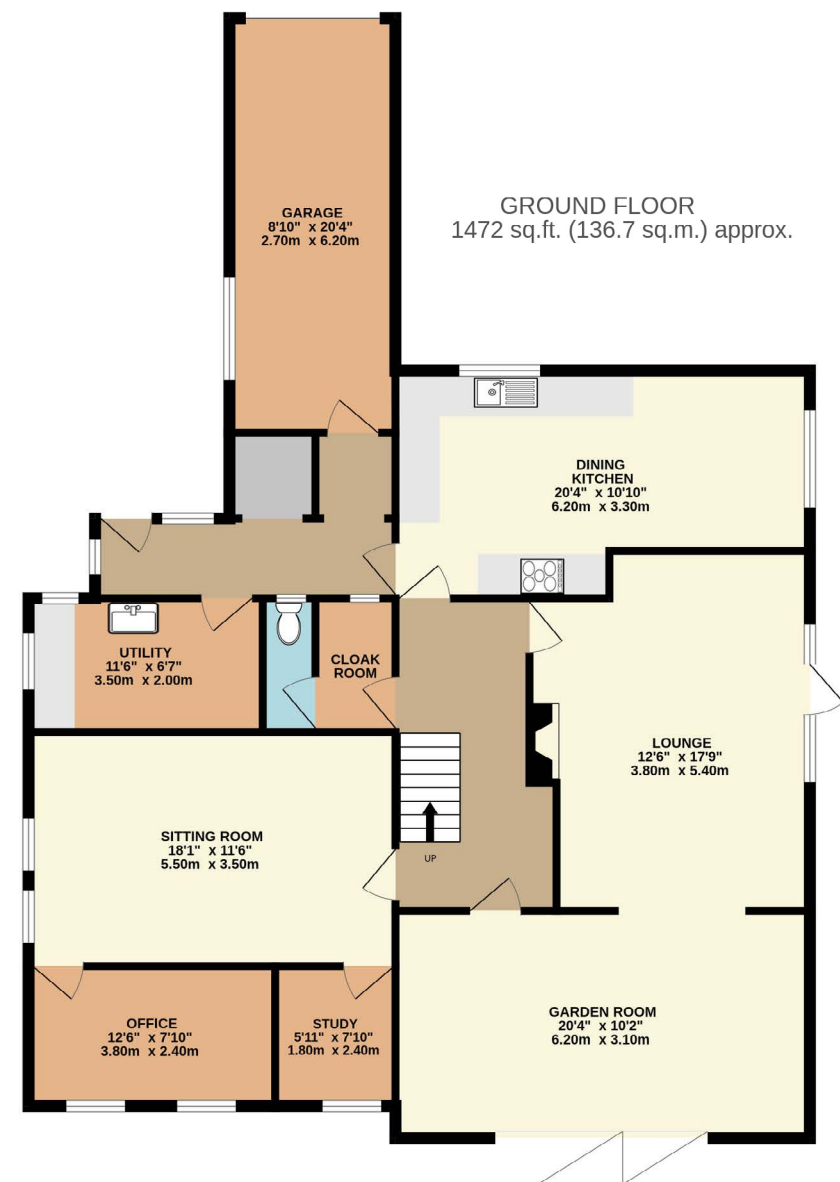 GROUND FLOOR
1472 sq.ft. (136.7 sq.m.) approx.
GARAGE
8'10" x 20'4"
2.70m x 6.20m
DINING
KITCHEN
20'4" x 10'10"
6.20m x 3.30m
UTILITY
11'6" x 6'7"
3.50m x 2.00m
CLOAK
ROOM
LOUNGE
12'6" x 17'9"
3.80m x 5.40m
SITTING ROOM
18'1" x 11'6"
5.50m x 3.50m
UP
OFFICE
12'6" x 7'10"
3.80m x 2.40m
STUDY
5'11" x 7'10"
1.80m x 2.40m
GARDEN ROOM
20'4" x 10'2"
6.20m x 3.10m